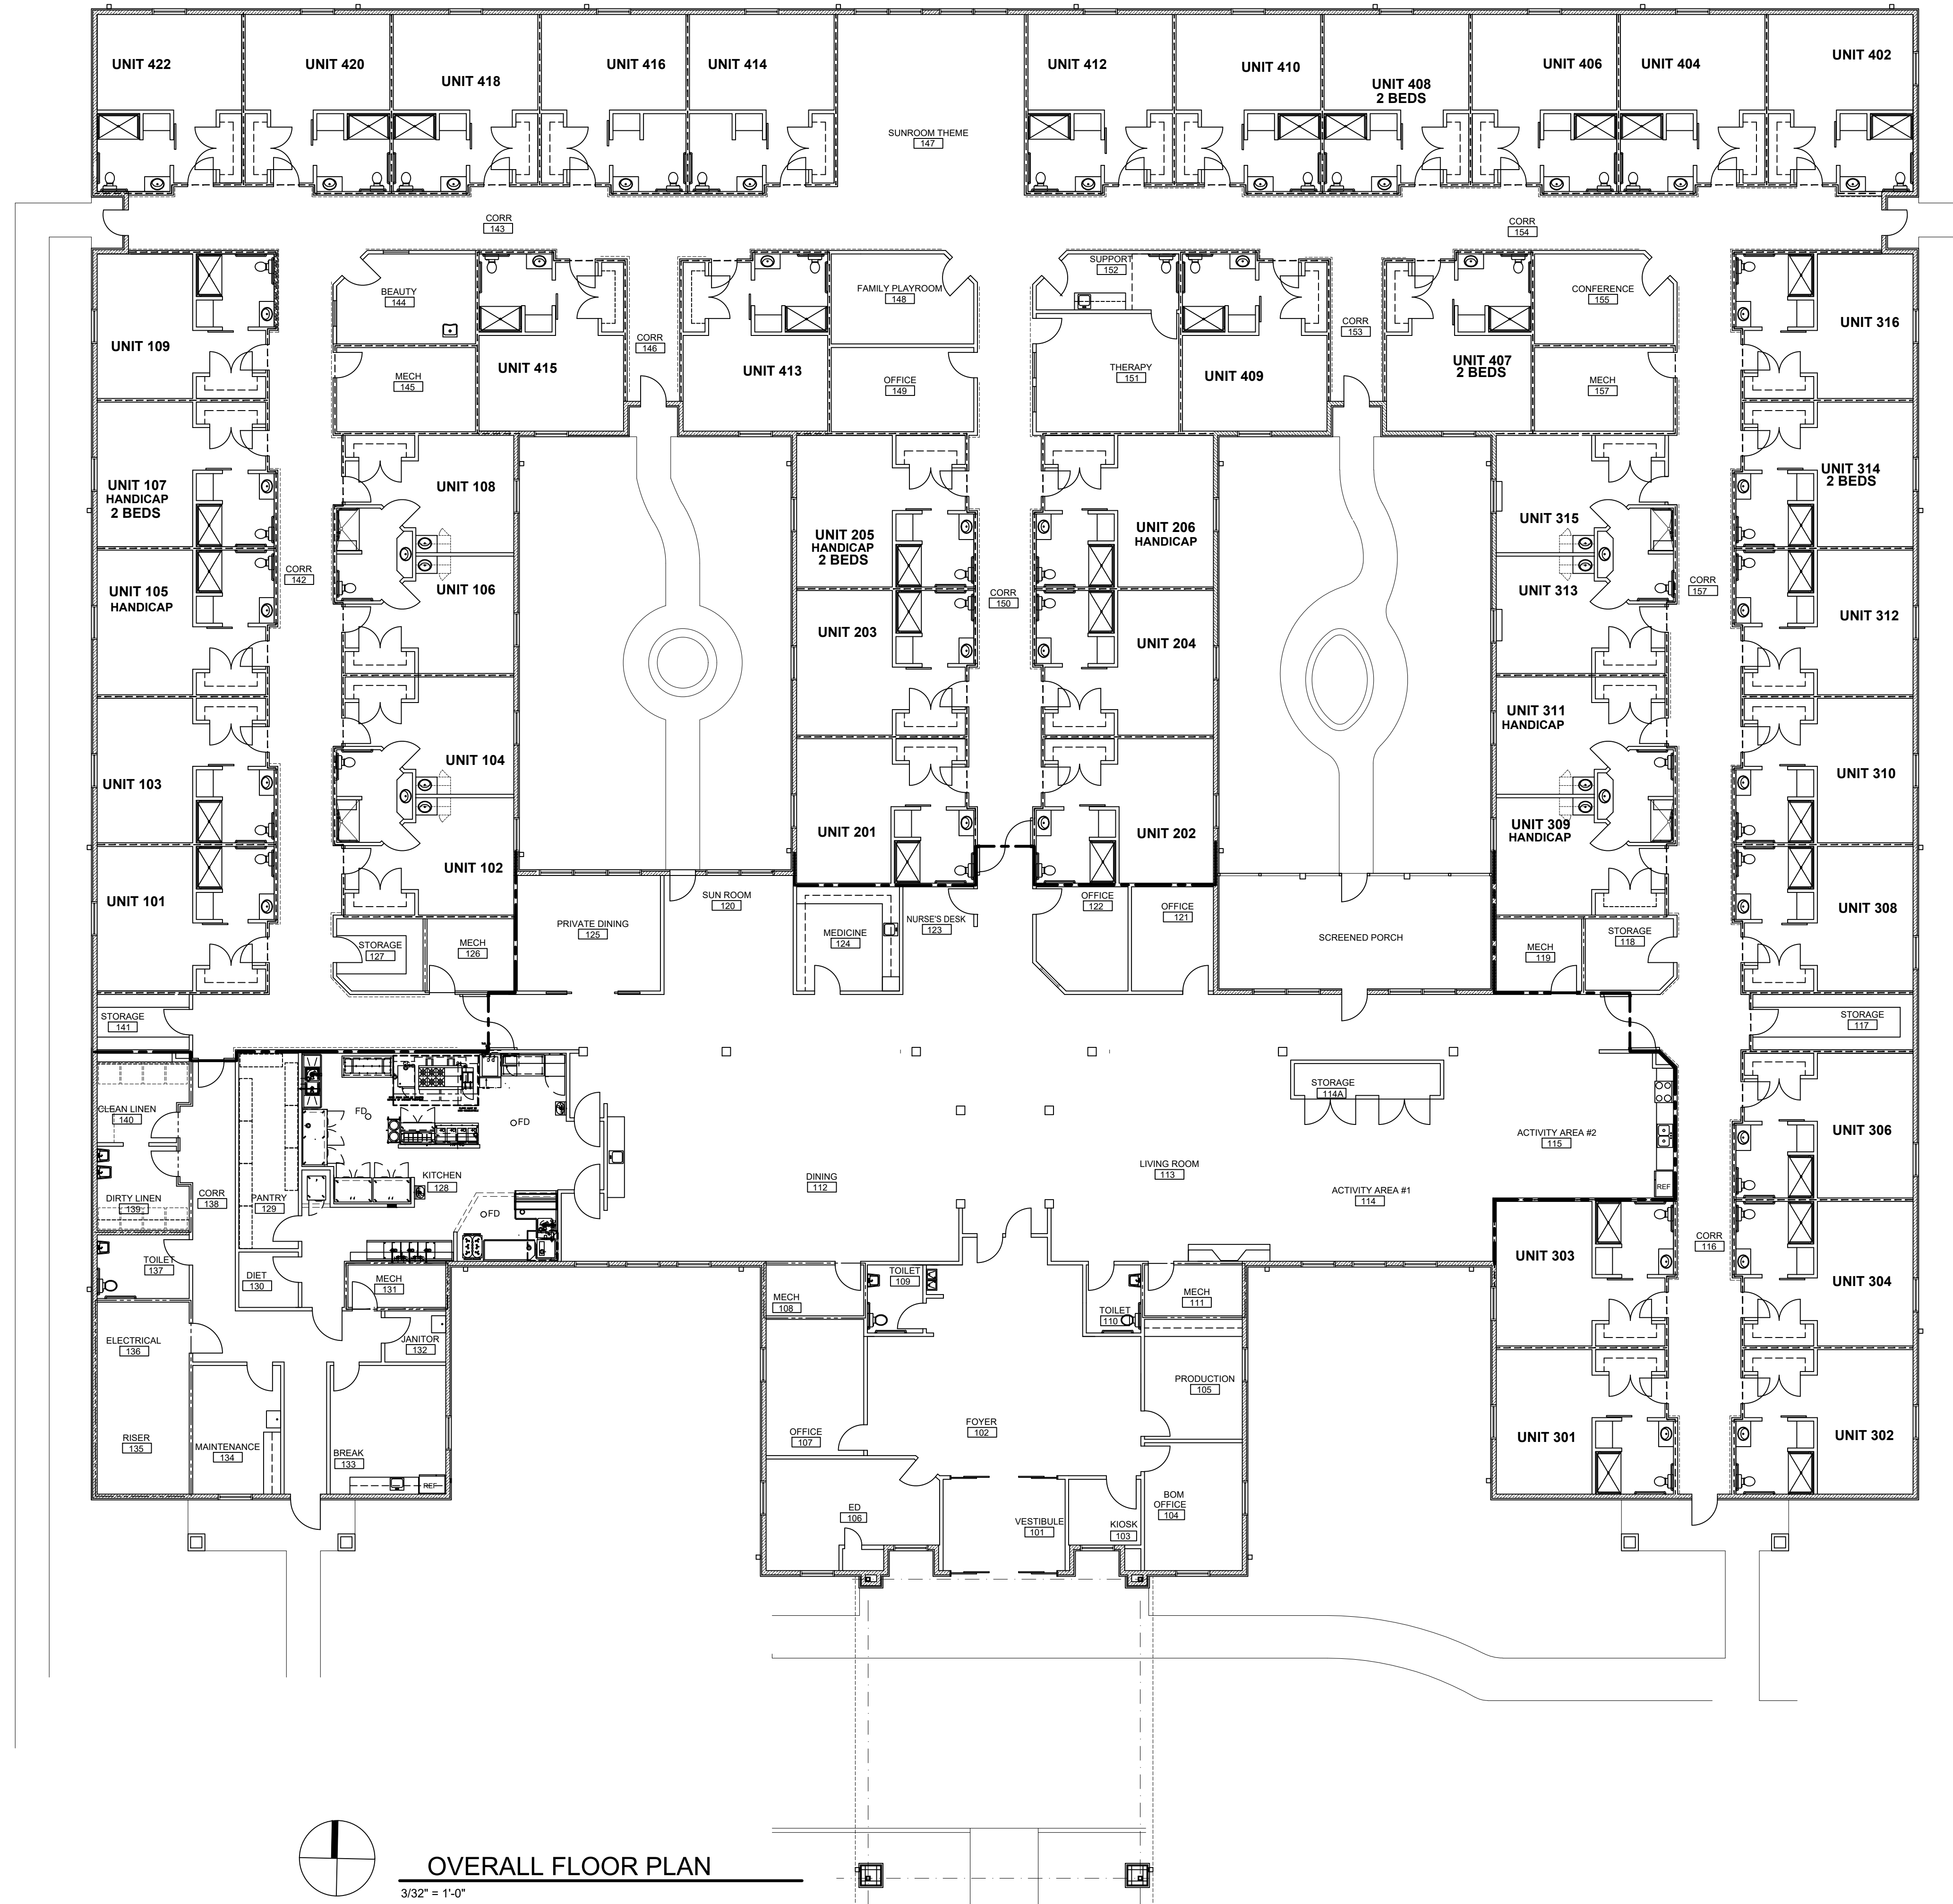 UNIT 422
UNIT 420
UNIT 418
UNIT 416
UNIT 414
SUNROOM THEME
147
UNIT 412
UNIT 410
UNIT 408
2 BEDS
UNIT 406
UNIT 404
UNIT 402
CORR
143
CORR
154
BEAUTY
144
FAMILY PLAYROOM
148
SUPPORT
152
CONFERENCE
155
UNIT 109
MECH
145
UNIT 415
CORR
146
UNIT 413
OFFICE
149
THERAPY
151
UNIT 409
CORR
153
UNIT 407
2 BEDS
MECH
157
UNIT 316
UNIT 107
HANDICAP
2 BEDS
UNIT 108
UNIT 205
HANDICAP
2 BEDS
UNIT 206
HANDICAP
UNIT 315
UNIT 314
2 BEDS
UNIT 105
HANDICAP
CORR
142
UNIT 106
CORR
150
UNIT 313
CORR
157
UNIT 312
UNIT 203
UNIT 204
UNIT 103
UNIT 104
UNIT 311
HANDICAP
UNIT 310
UNIT 201
UNIT 202
UNIT 309
HANDICAP
UNIT 101
UNIT 102
UNIT 308
STORAGE
127
MECH
126
PRIVATE DINING
125
SUN ROOM
120
MEDICINE
124
NURSE'S DESK
123
OFFICE
122
OFFICE
121
SCREENED PORCH
MECH
119
STORAGE
118
STORAGE
141
STORAGE
117
CLEAN LINEN
140
FD
FD
STORAGE
114A
ACTIVITY AREA #2
115
UNIT 306
DIRTY LINEN
139
CORR
138
PANTRY
129
KITCHEN
128
FD
DINING
112
LIVING ROOM
113
ACTIVITY AREA #1
114
REF
TOILET
137
DIET
130
MECH
131
MECH
108
TOILET
109
TOILET
110
MECH
111
UNIT 303
CORR
116
UNIT 304
ELECTRICAL
136
JANITOR
132
PRODUCTION
105
RISER
135
MAINTENANCE
134
BREAK
133
REF
OFFICE
107
FOYER
102
UNIT 301
UNIT 302
ED
106
VESTIBULE
101
KIOSK
103
BOM
OFFICE
104
OVERALL FLOOR PLAN
3/32" = 1'-0"